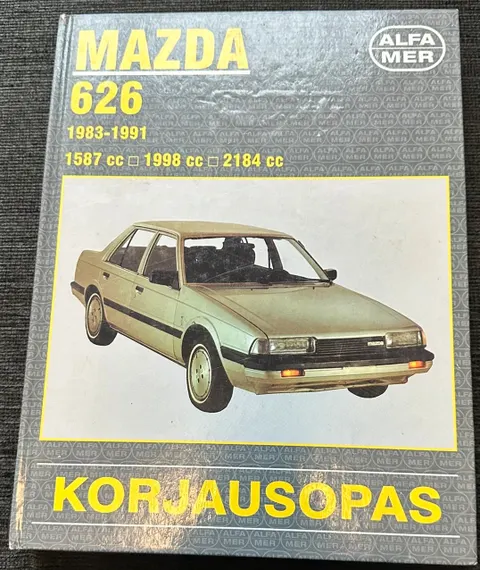 MAZDA
ALFA
MER
626
1983-1991
1587 cc □ 1998 cc □ 2184 cc
KORJAUSOPAS